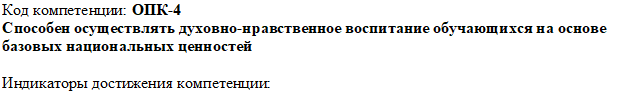 Код компетенции: ОПК-4
Способен осуществлять духовно-нравственное воспитание обучающихся на основе
базовых национальных ценностей
Индикаторы достижения компетенции: